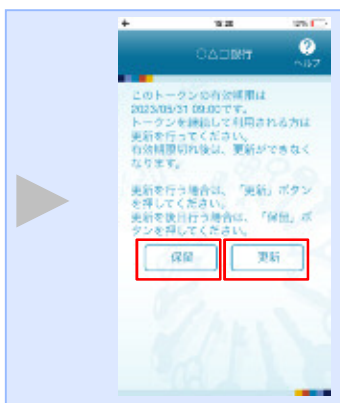 ○△□銀行
ヘルプ
このトークンの有効期限は
2023/05/31 09:00です。
トークンを継続して利用される方は
更新を行ってください。
有効期限切れ後は、更新ができなく
なります。
更新を行う場合は、「更新」ボタン
を押してください。
更新を後日行う場合は、「保留」ボ
タンを押してください。
保留
更新